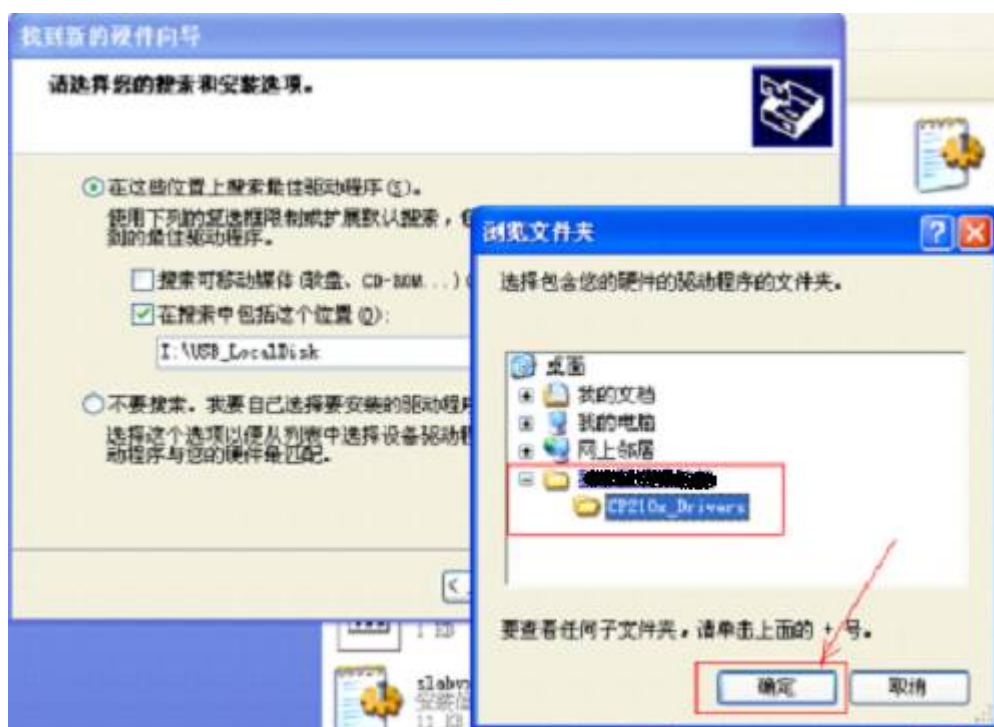 找到新的硬件向导
请选择您的搜索和安装选项。
在这些位置上搜索最佳驱动程序(S)。
使用下列的复选框限制或扩展默认搜索，
到的最佳驱动程序。
搜索可移动媒体(软盘、CD-ROM...)
在搜索中包括这个位置(O):
I:\USB_LocalDisk
不要搜索。我要自己选择要安装的驱动程序
选择这个选项以便从列表中选择设备驱动程
动程序与您的硬件最匹配。
<
浏览文件夹
选择包含您的硬件的驱动程序的文件夹。
桌面
我的文档
我的电脑
网上邻居
CP210x_Drivers
要查看任何子文件夹，请单击上面的 + 号。
确定
取消
1 KB
slabv
安装信
11 KB